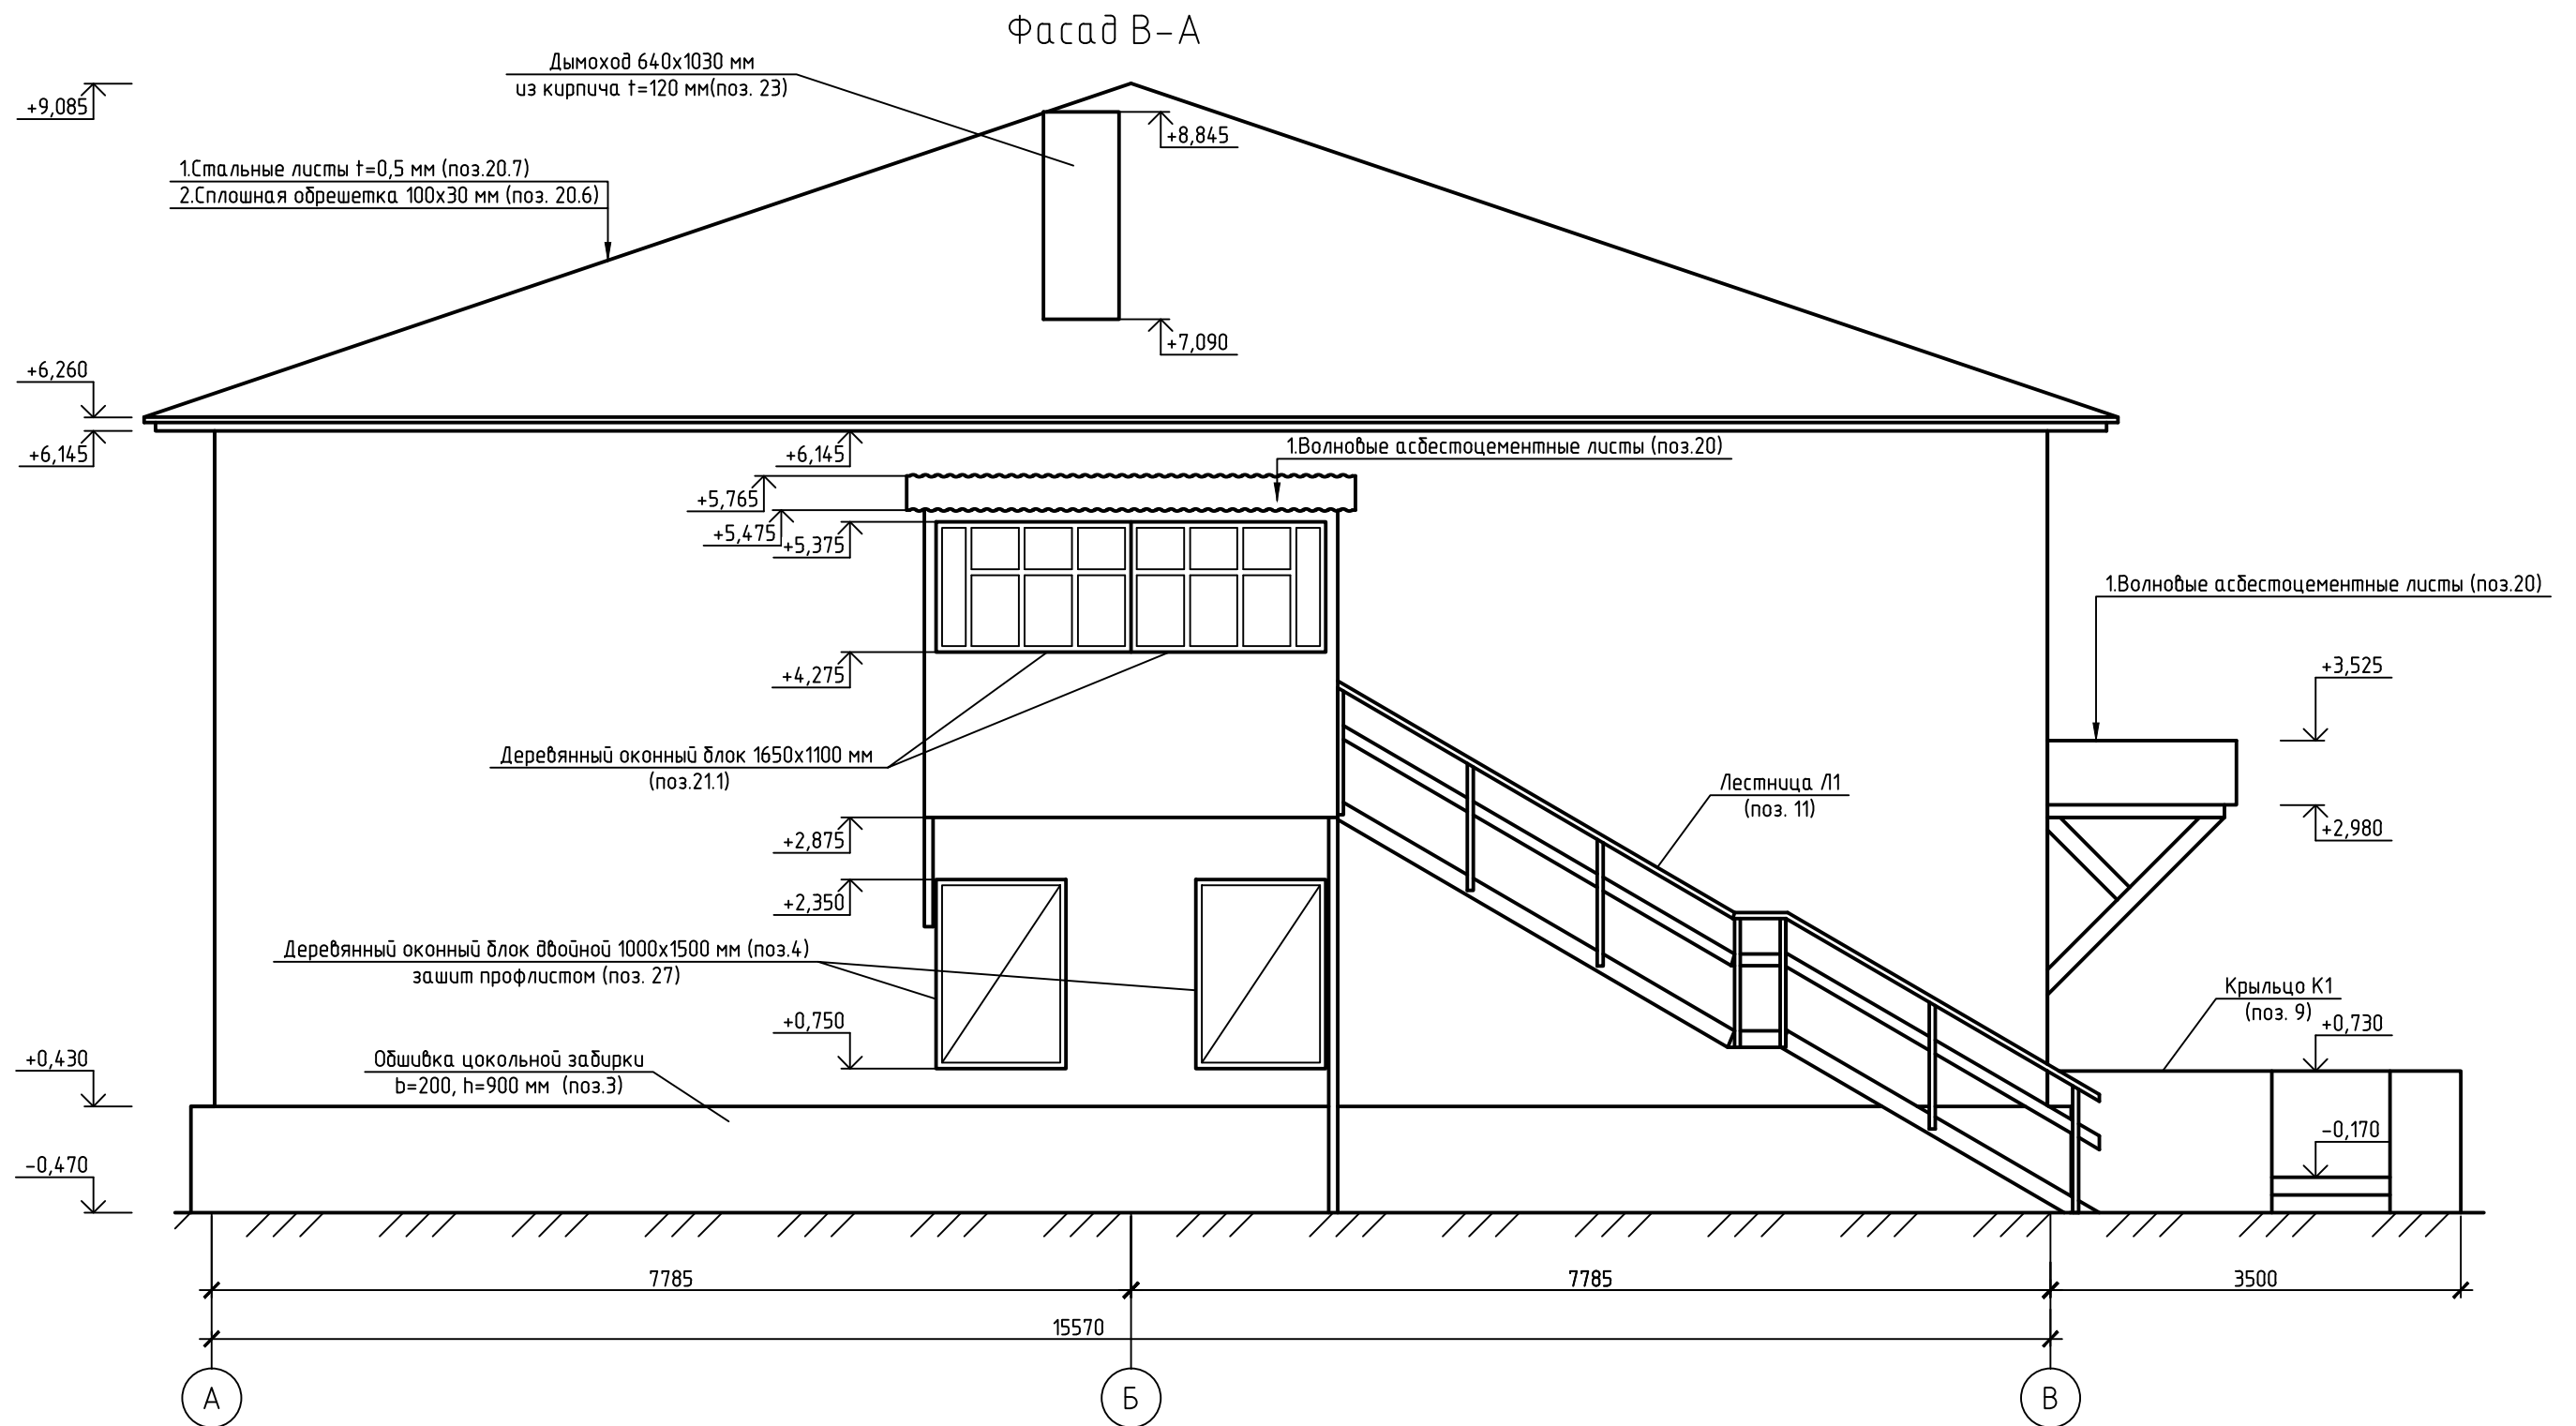 Фасад В-А
Дымоход 640х1030 мм
из кирпича t=120 мм(поз. 23)
+9,085
+8,845
1.Стальные листы t=0,5 мм (поз.20.7)
2.Сплошная обрешетка 100х30 мм (поз. 20.6)
+7,090
+6,260
+6,145
+6,145
1.Волновые асбестоцементные листы (поз.20)
+5,765
+5,475
+5,375
1.Волновые асбестоцементные листы (поз.20)
+4,275
+3,525
Деревянный оконный блок 1650х1100 мм
(поз.21.1)
Лестница Л1
(поз. 11)
+2,980
+2,875
+2,350
Деревянный оконный блок двойной 1000х1500 мм (поз.4)
зашит профлистом (поз. 27)
Крыльцо К1
(поз. 9)
+0,750
+0,730
+0,430
Обшивка цокольной забирки
b=200, h=900 мм (поз.3)
-0,170
-0,470
7785
7785
3500
15570
А
Б
В